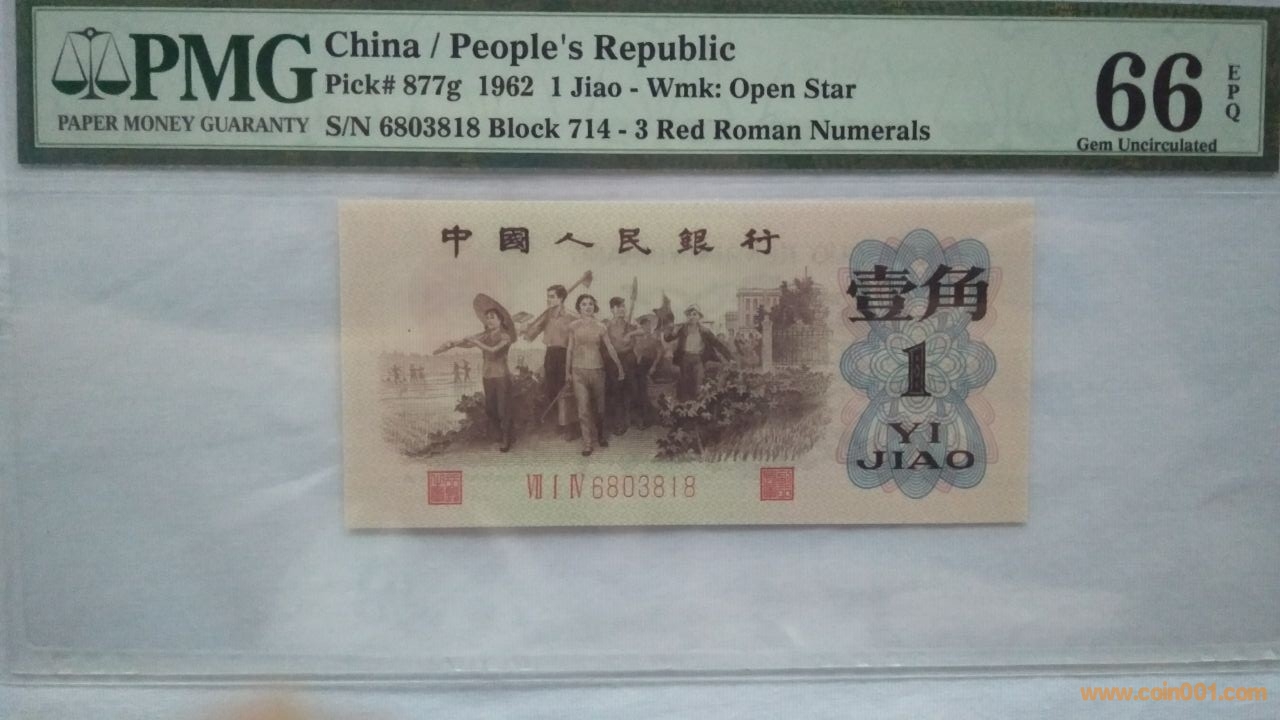 PMG
PAPER MONEY GUARANTY
China / People's Republic
Pick# 877g 1962 1 Jiao - Wmk: Open Star
S/N 6803818 Block 714 - 3 Red Roman Numerals
66
EPQ
Gem Uncirculated
中國人民銀行
壹角
1
YI
JIAO
VII I IV 6803818
www.coin001.com